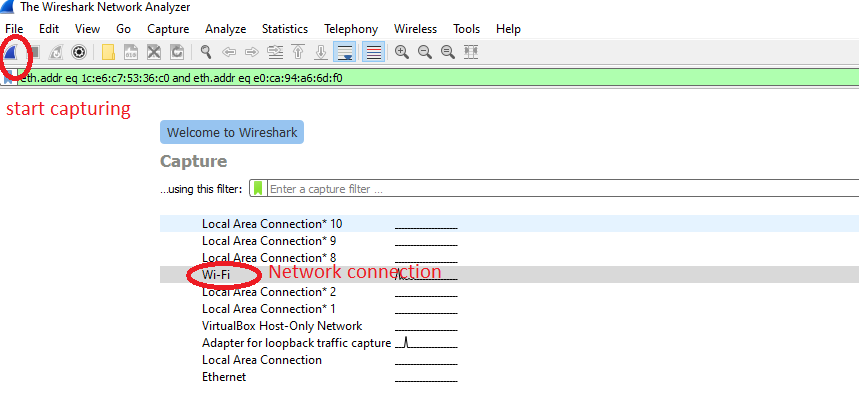 The Wireshark Network Analyzer
File Edit View Go Capture Analyze Statistics Telephony Wireless Tools Help
eth.addr eq 1c:e6:c7:53:36:c0 and eth.addr eq e0:ca:94:a6:6d:f0
start capturing
Welcome to Wireshark
Capture
...using this filter: Enter a capture filter ...
Local Area Connection* 10
Local Area Connection* 9
Local Area Connection* 8
Wi-Fi Network connection
Local Area Connection* 2
Local Area Connection* 1
VirtualBox Host-Only Network
Adapter for loopback traffic capture
Local Area Connection
Ethernet